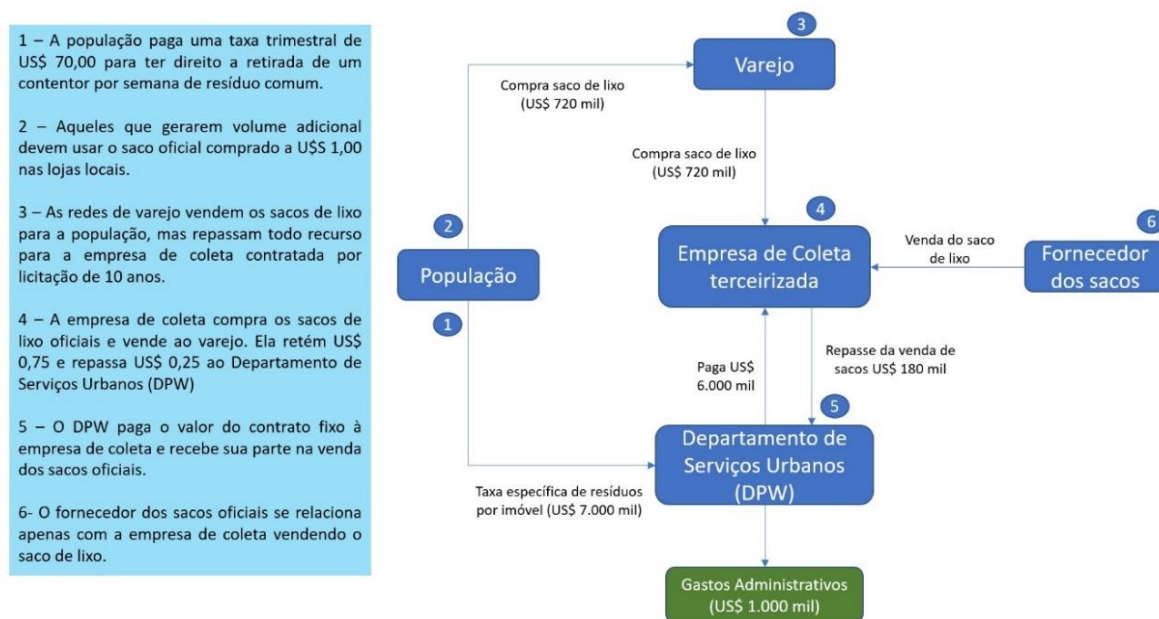 1 – A população paga uma taxa trimestral de
US$ 70,00 para ter direito a retirada de um
contentor por semana de resíduo comum.
2 – Aqueles que gerarem volume adicional
devem usar o saco oficial comprado a U$S 1,00
nas lojas locais.
3 – As redes de varejo vendem os sacos de lixo
para a população, mas repassam todo recurso
para a empresa de coleta contratada por
licitação de 10 anos.
4 – A empresa de coleta compra os sacos de
lixo oficiais e vende ao varejo. Ela retém US$
0,75 e repassa US$ 0,25 ao Departamento de
Serviços Urbanos (DPW)
5 – O DPW paga o valor do contrato fixo à
empresa de coleta e recebe sua parte na venda
dos sacos oficiais.
6- O fornecedor dos sacos oficiais se relaciona
apenas com a empresa de coleta vendendo o
saco de lixo.
3
Varejo
Compra saco de lixo
(US$ 720 mil)
Compra saco de lixo
(US$ 720 mil)
2
População
1
4
Empresa de Coleta
terceirizada
Venda do saco
de lixo
6
Fornecedor
dos sacos
Paga US$
6.000 mil
Repasse da venda de
sacos US$ 180 mil
5
Departamento de
Serviços Urbanos
(DPW)
Taxa específica de resíduos
por imóvel (US$ 7.000 mil)
Gastos Administrativos
(US$ 1.000 mil)